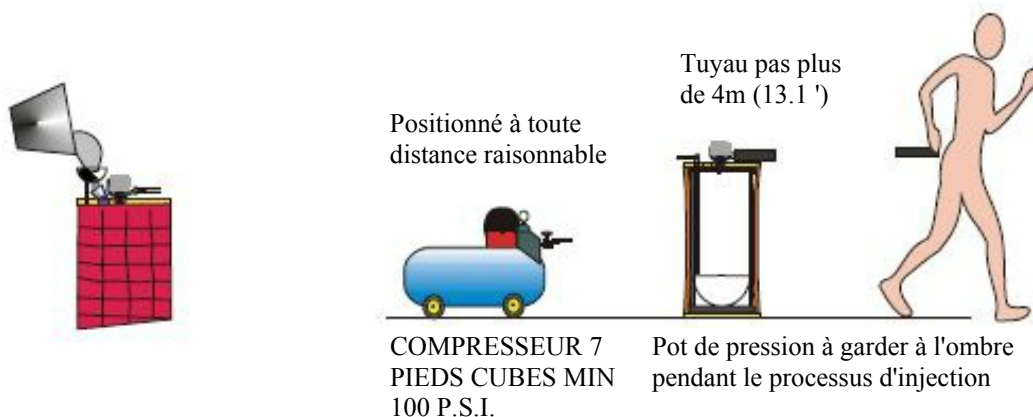 Tuyau pas plus
de 4m (13.1 ')
Positionné à toute
distance raisonnable
COMPRESSEUR 7
PIEDS CUBES MIN
100 P.S.I.
Pot de pression à garder à l'ombre
pendant le processus d'injection